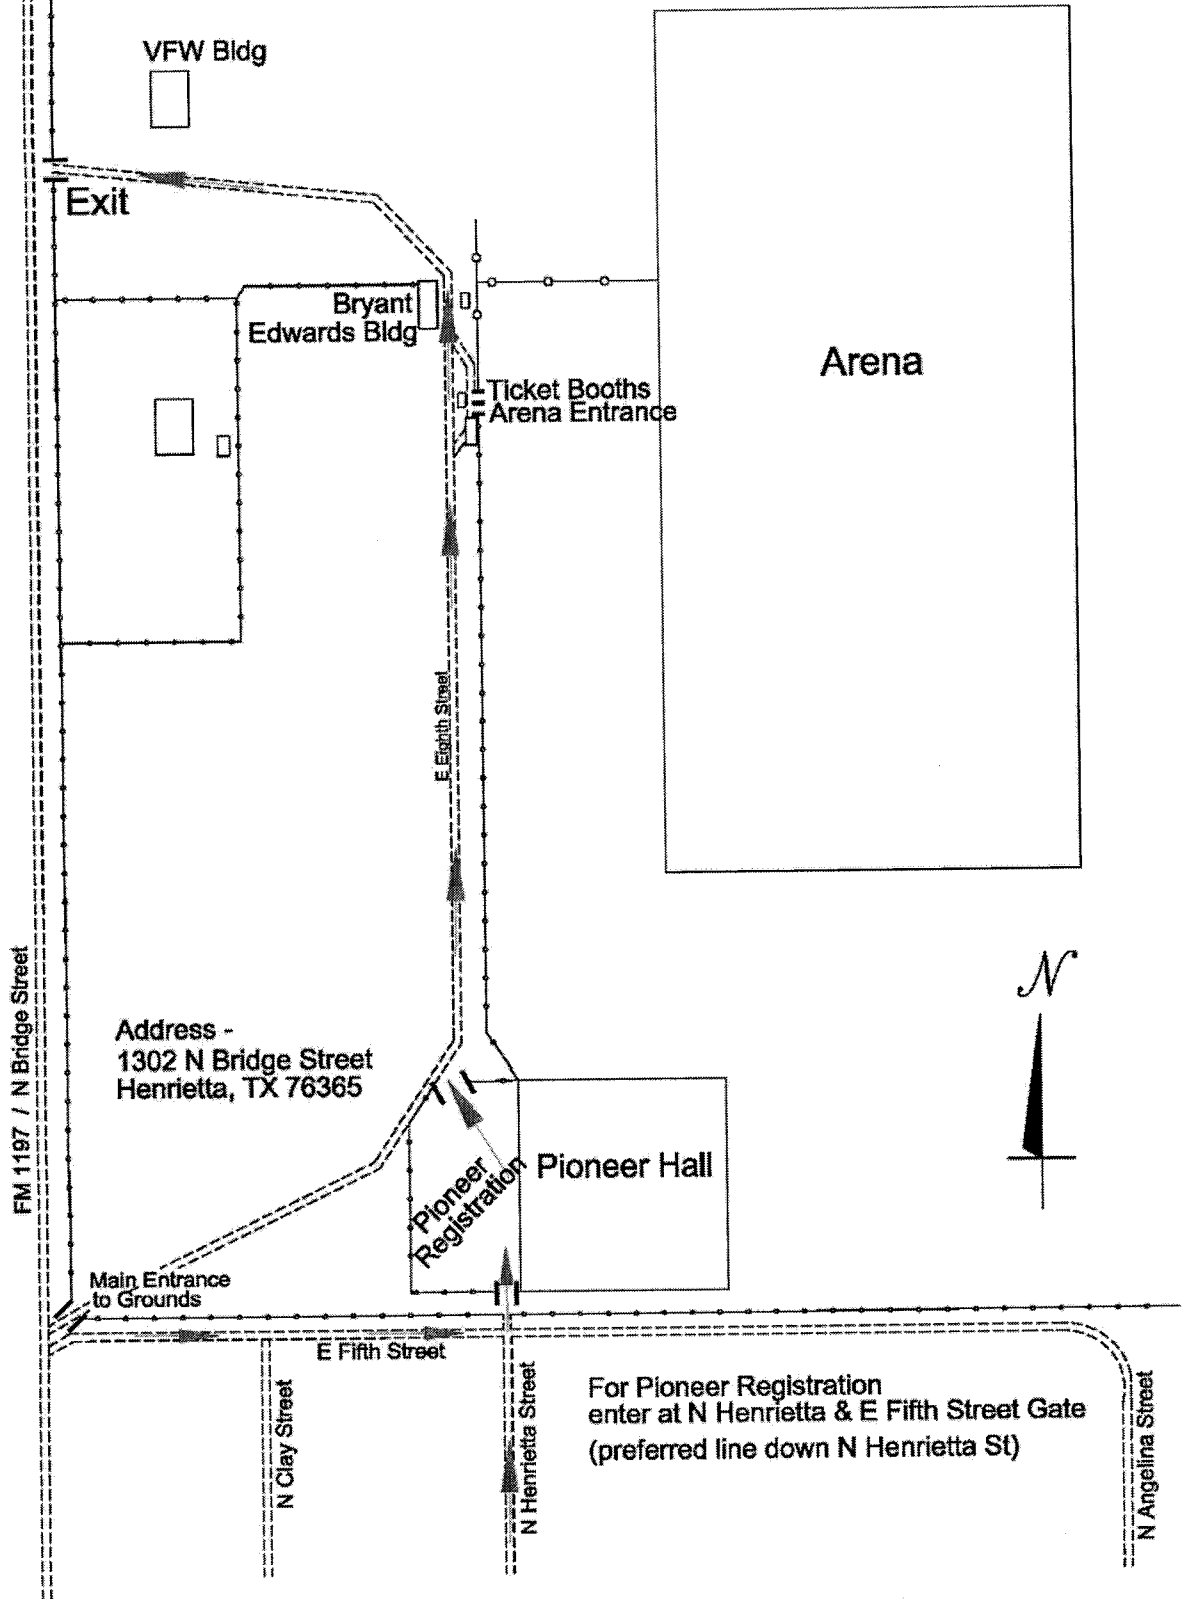 VFW Bldg
Exit
Bryant
Edwards Bldg
Arena
Ticket Booths
Arena Entrance
E Eighth Street
FM 1197 / N Bridge Street
Address -
1302 N Bridge Street
Henrietta, TX 76365
N
Pioneer
Registration
Pioneer Hall
Main Entrance
to Grounds
E Fifth Street
N Clay Street
N Henrietta Street
For Pioneer Registration
enter at N Henrietta & E Fifth Street Gate
(preferred line down N Henrietta St)
N Angelina Street